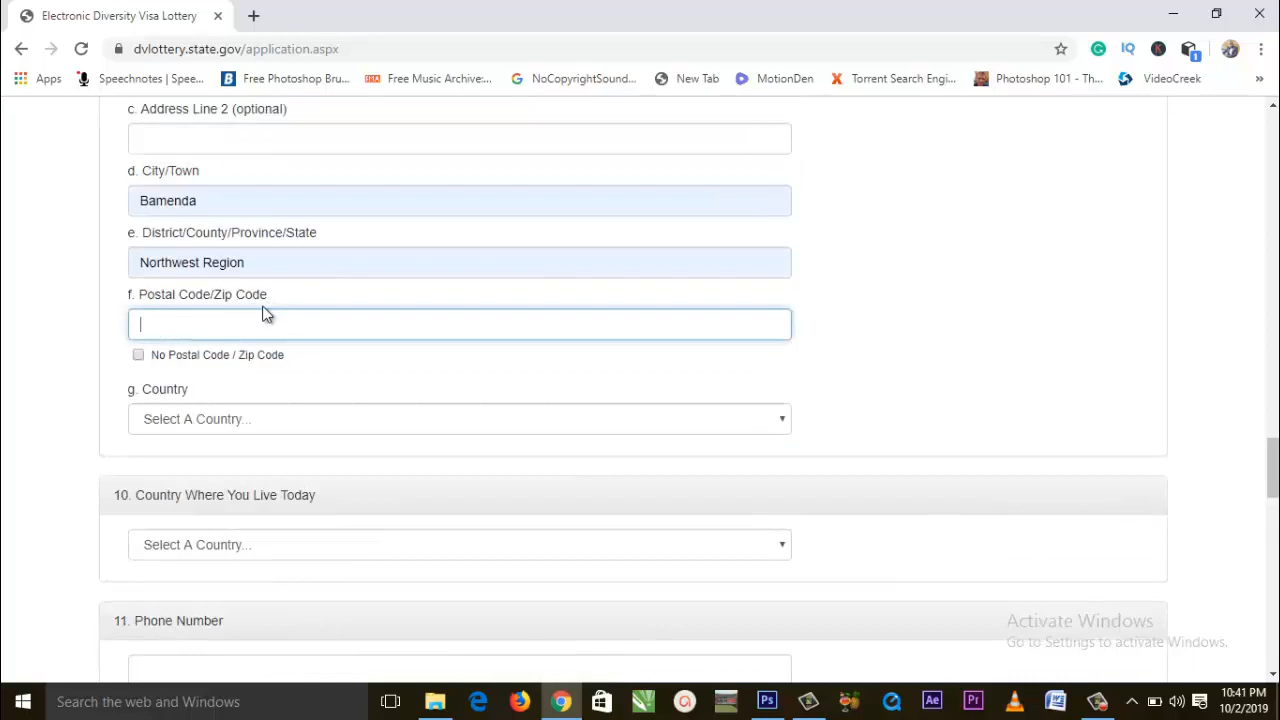 Electronic Diversity Visa Lottery
dvlottery.state.gov/application.aspx
Apps
Speechnotes | Spee...
Free Photoshop Bru...
Free Music Archive:...
NoCopyrightSound...
New Tab
MotionDen
Torrent Search Engi...
Photoshop 101 - Th...
VideoCreek
»
c. Address Line 2 (optional)
d. City/Town
Bamenda
e. District/County/Province/State
Northwest Region
f. Postal Code/Zip Code
No Postal Code / Zip Code
g. Country
Select A Country...
10. Country Where You Live Today
Select A Country...
11. Phone Number
Activate Windows
Go to Settings to activate Windows.
Search the web and Windows
Ps
Ae
Pr
10:41 PM
10/2/2019